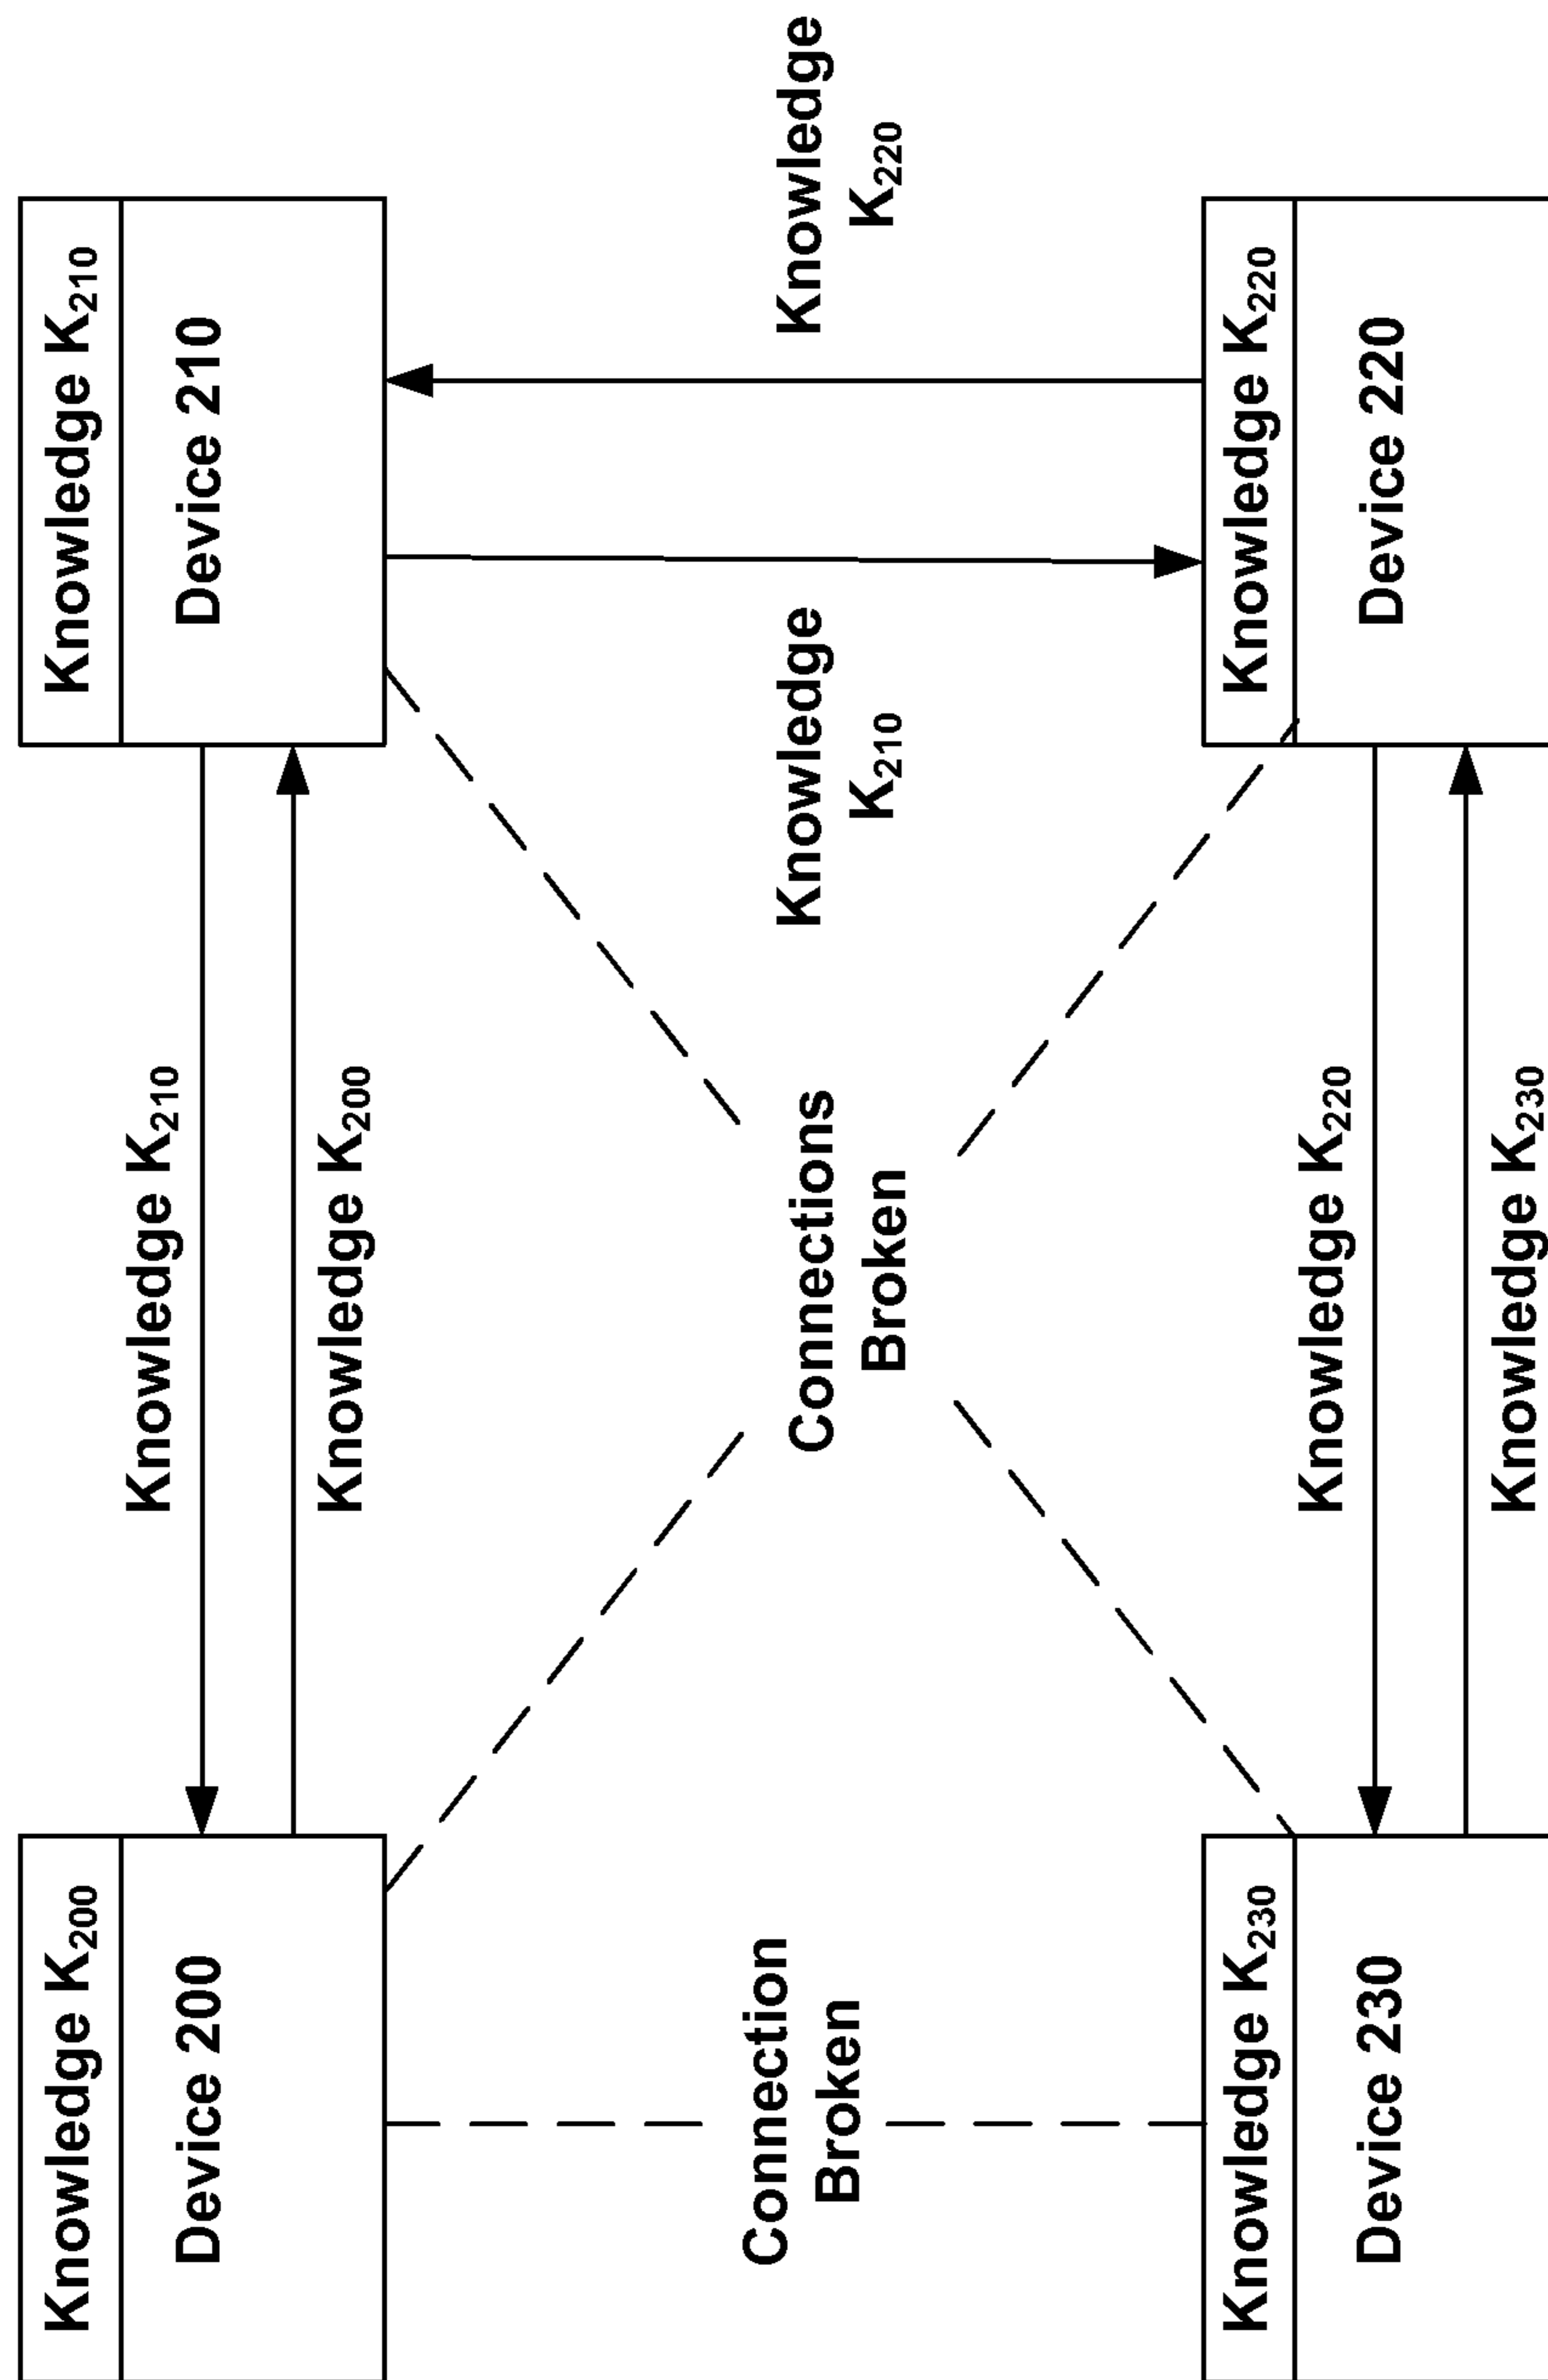 Knowledge K₂₀₀
Device 200
Knowledge K₂₁₀
Knowledge K₂₀₀
Knowledge K₂₁₀
Device 210
Connection
Broken
Connections
Broken
Knowledge
K₂₁₀
Knowledge
K₂₂₀
Knowledge K₂₃₀
Device 230
Knowledge K₂₂₀
Knowledge K₂₃₀
Knowledge K₂₂₀
Device 220